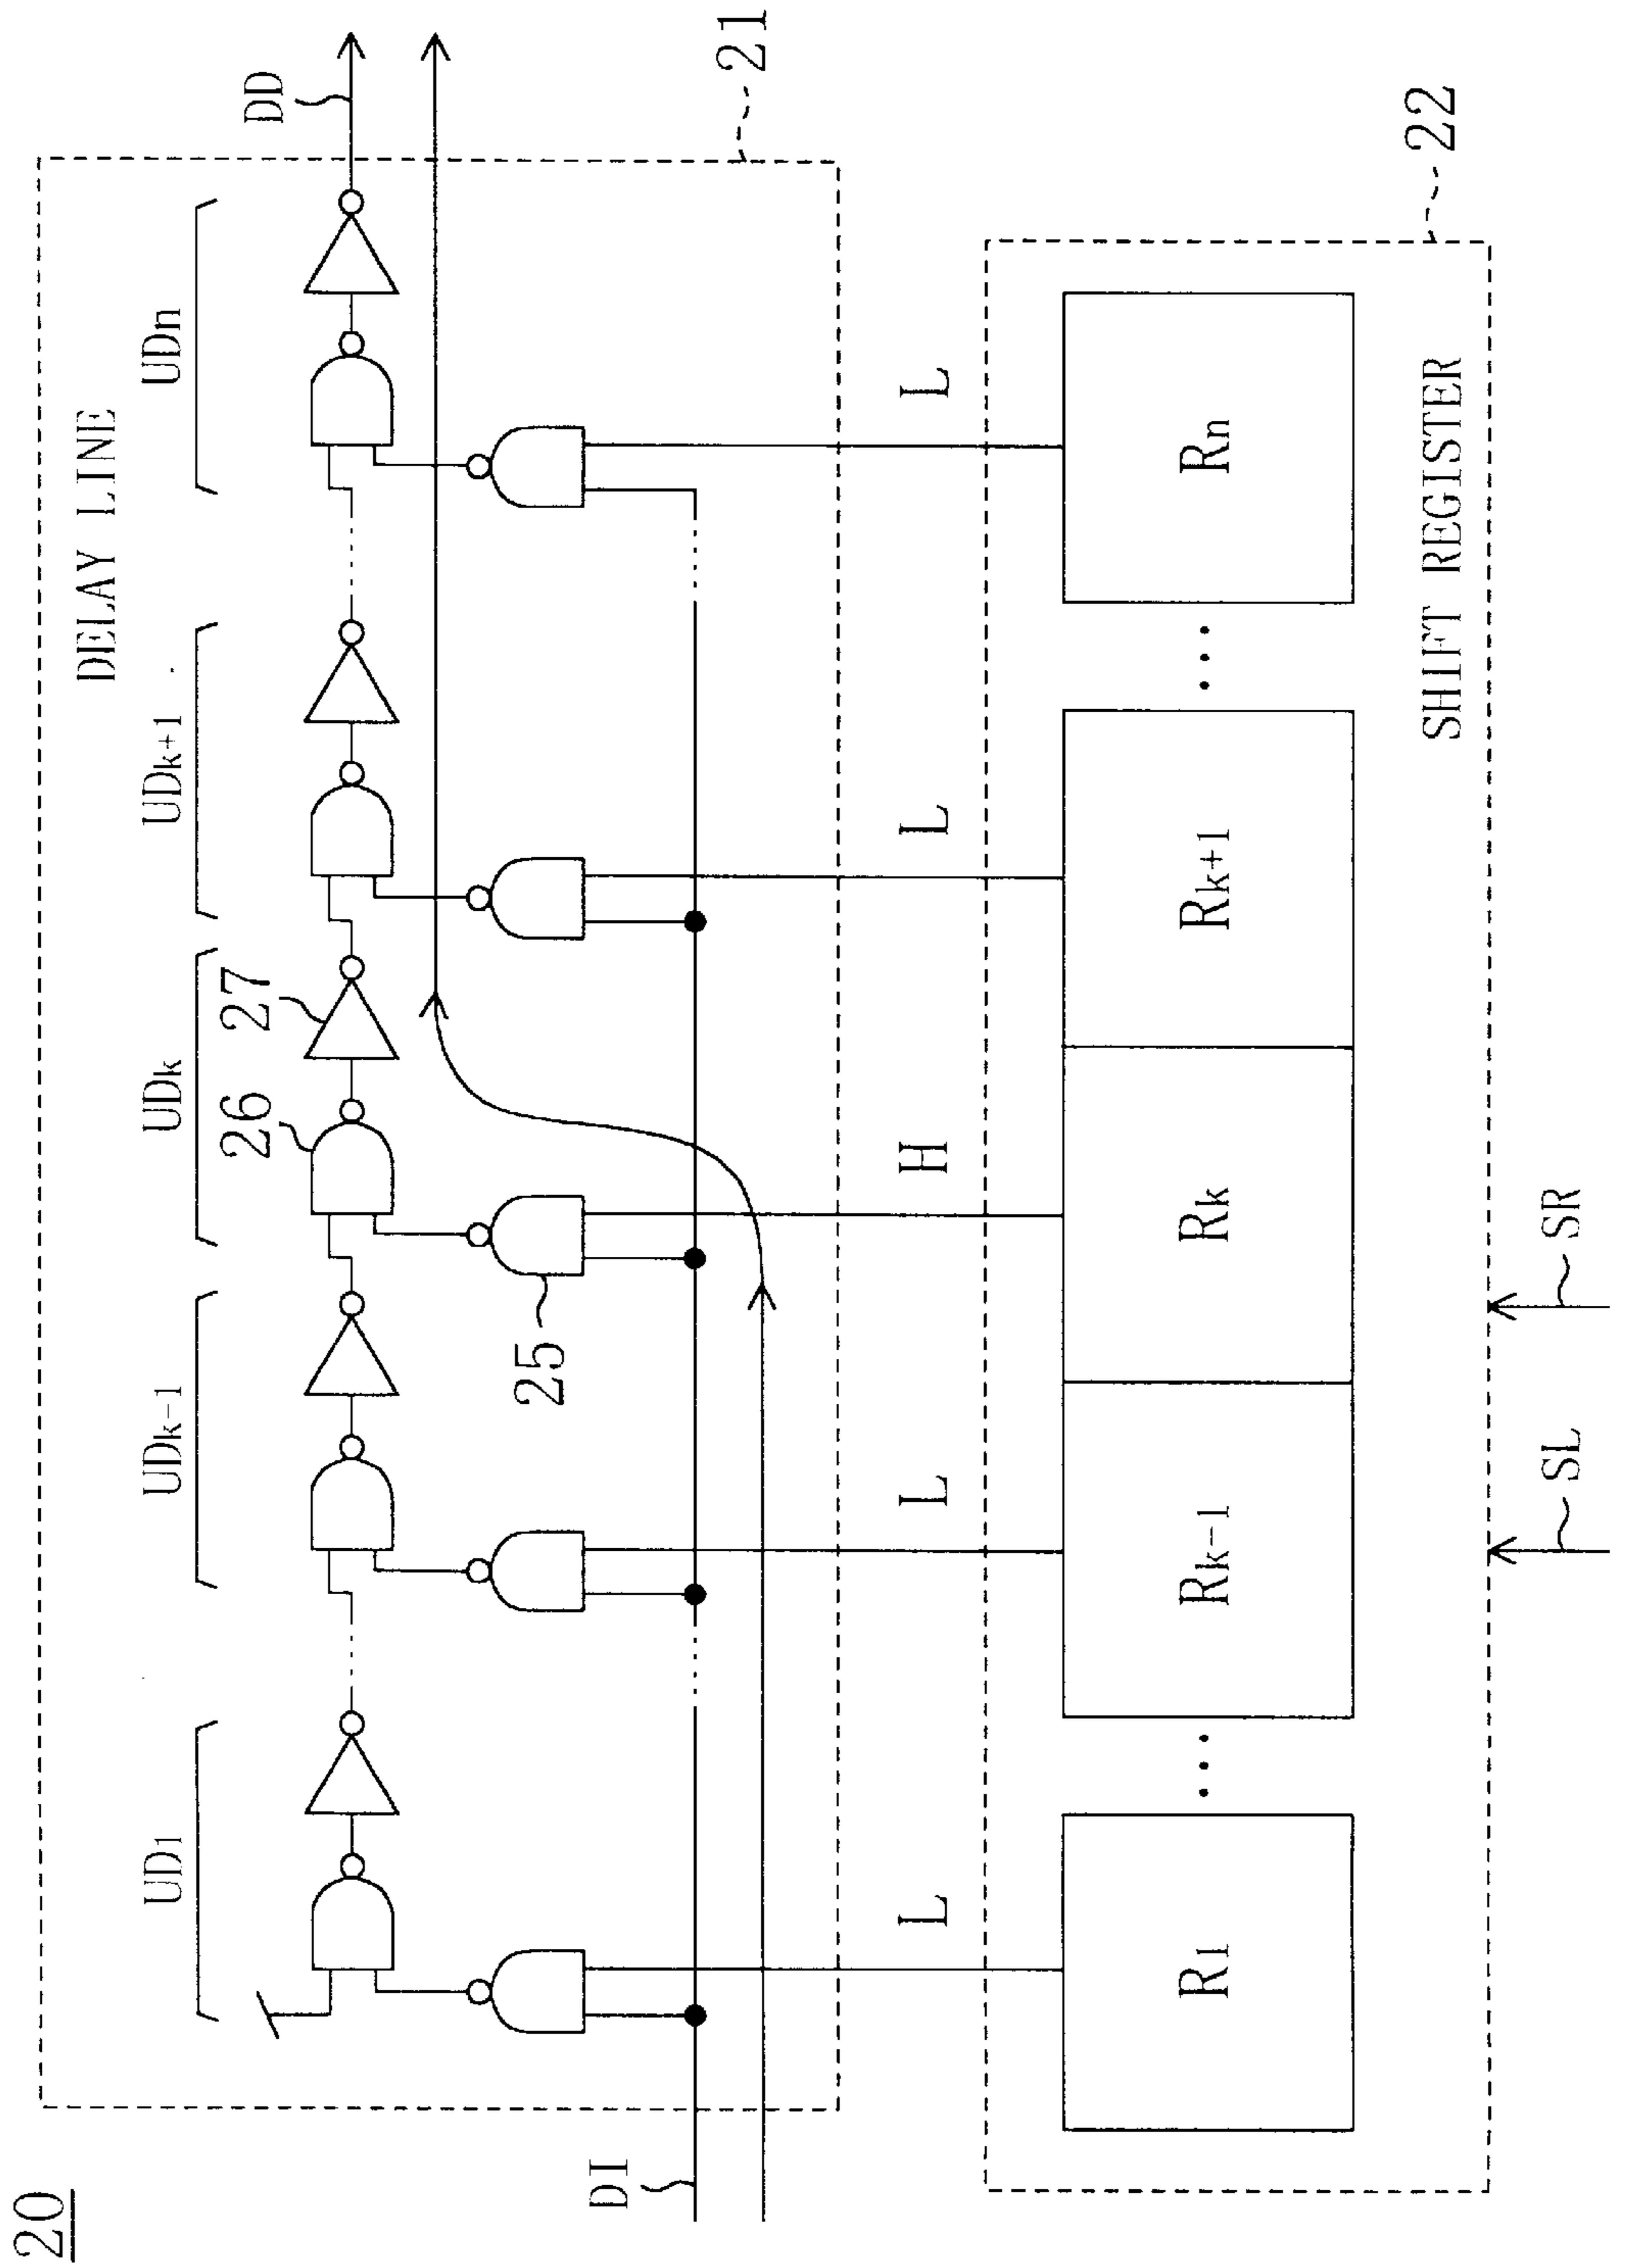 20
DELAY LINE
UD1
UDk-1
UDk
UDk+1
UDn
26
27
DD
25
DI
21
L
L
H
L
L
R1
...
Rk-1
Rk
Rk+1
...
Rn
SHIFT REGISTER
22
SL
SR